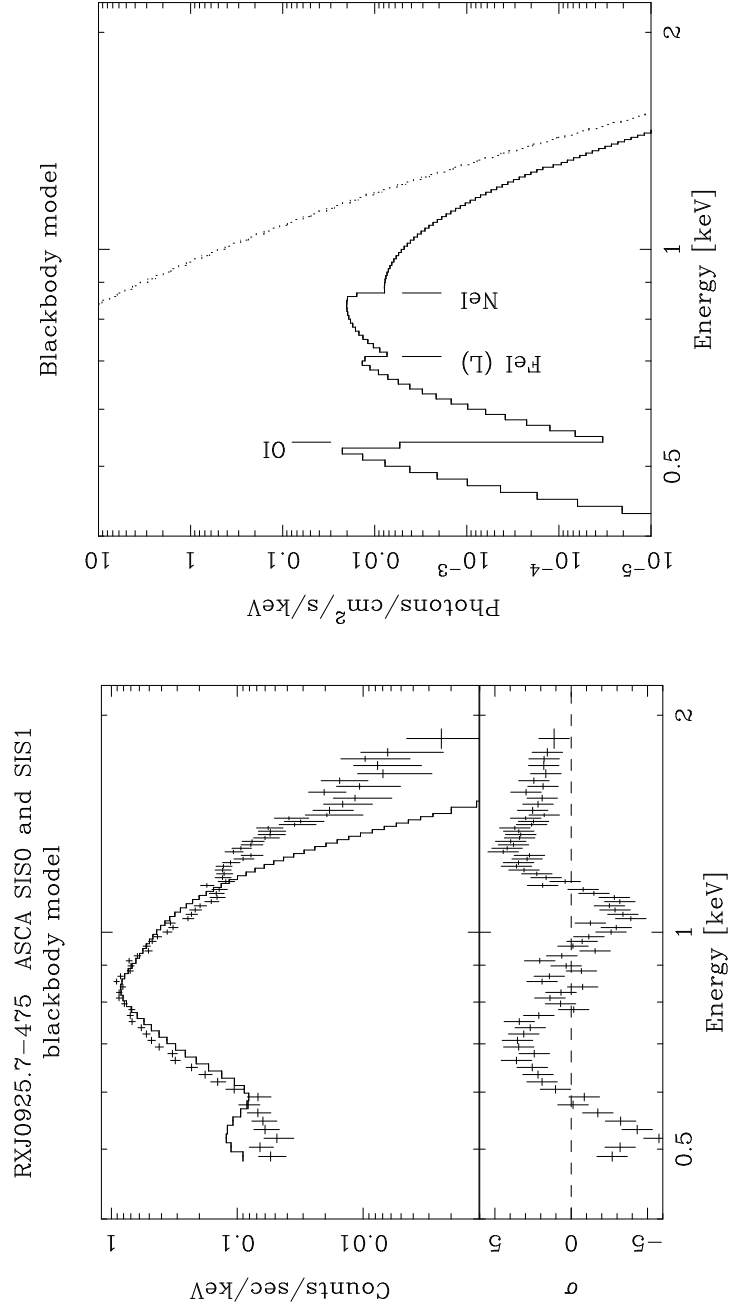 RXJ0925.7−475 ASCA SIS0 and SIS1
blackbody model
Counts/sec/keV
1
0.1
0.01
σ
5
0
−5
0.5
1
2
Energy [keV]
Blackbody model
Photons/cm²/s/keV
10
1
0.1
0.01
10⁻³
10⁻⁴
10⁻⁵
OI
FeI (L)
NeI
0.5
1
2
Energy [keV]